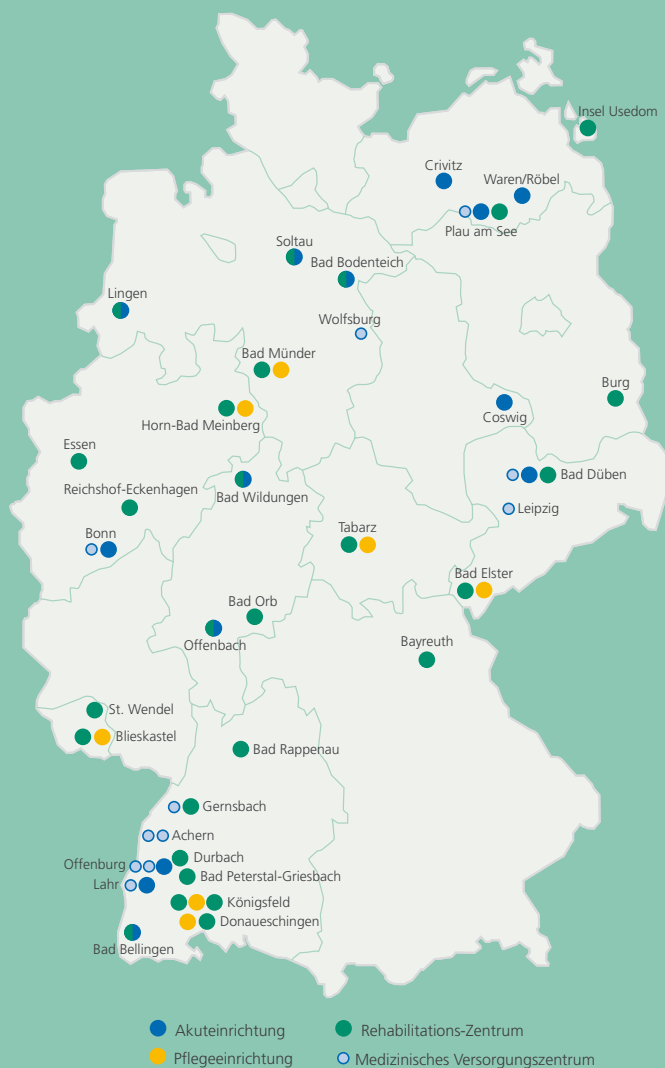 Insel Usedom
Crivitz
Waren/Röbel
Plau am See
Soltau
Bad Bodenteich
Lingen
Wolfsburg
Bad Münder
Burg
Coswig
Horn-Bad Meinberg
Essen
Bad Düben
Reichshof-Eckenhagen
Bad Wildungen
Leipzig
Bonn
Tabarz
Bad Elster
Bad Orb
Offenbach
Bayreuth
St. Wendel
Blieskastel
Bad Rappenau
Gernsbach
Achern
Durbach
Offenburg
Bad Peterstal-Griesbach
Lahr
Königsfeld
Donaueschingen
Bad Bellingen
Akuteinrichtung
Rehabilitations-Zentrum
Pflegeeinrichtung
Medizinisches Versorgungszentrum